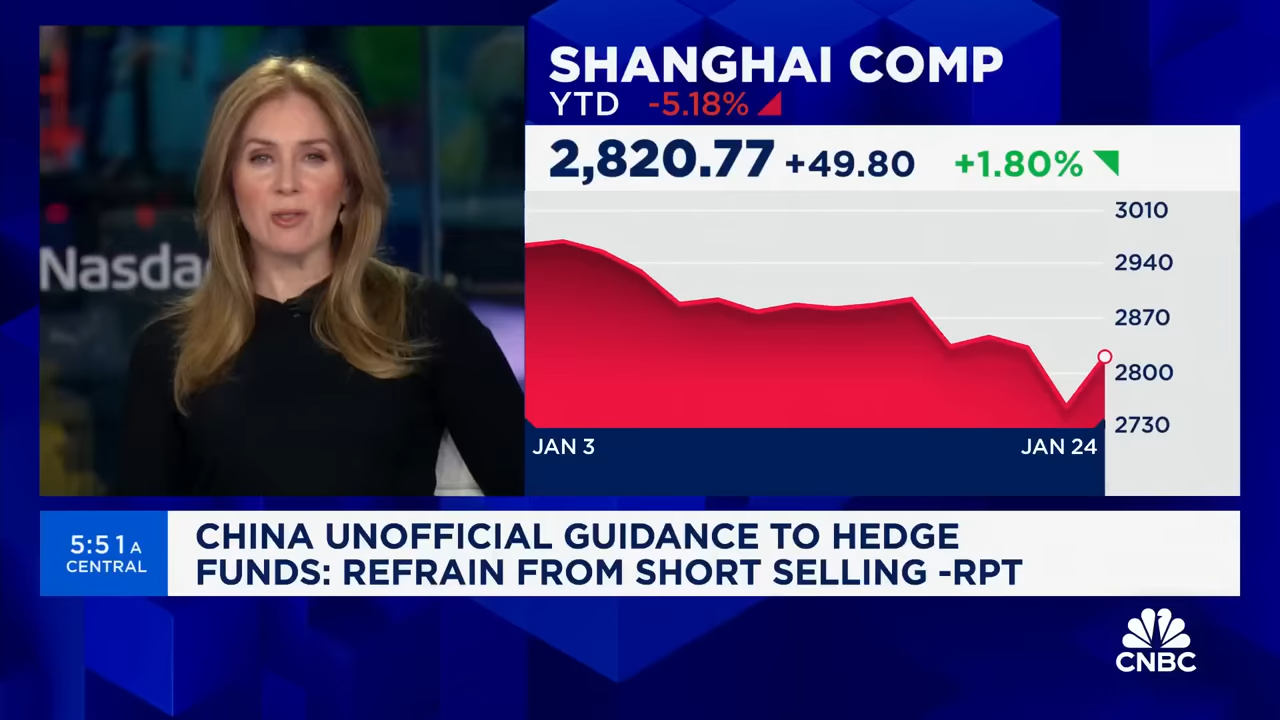 SHANGHAI COMP
YTD -5.18%
2,820.77 +49.80 +1.80%
3010
2940
2870
2800
2730
JAN 3 JAN 24
Nasda
5:51 A
CENTRAL
CHINA UNOFFICIAL GUIDANCE TO HEDGE
FUNDS: REFRAIN FROM SHORT SELLING -RPT
CNBC